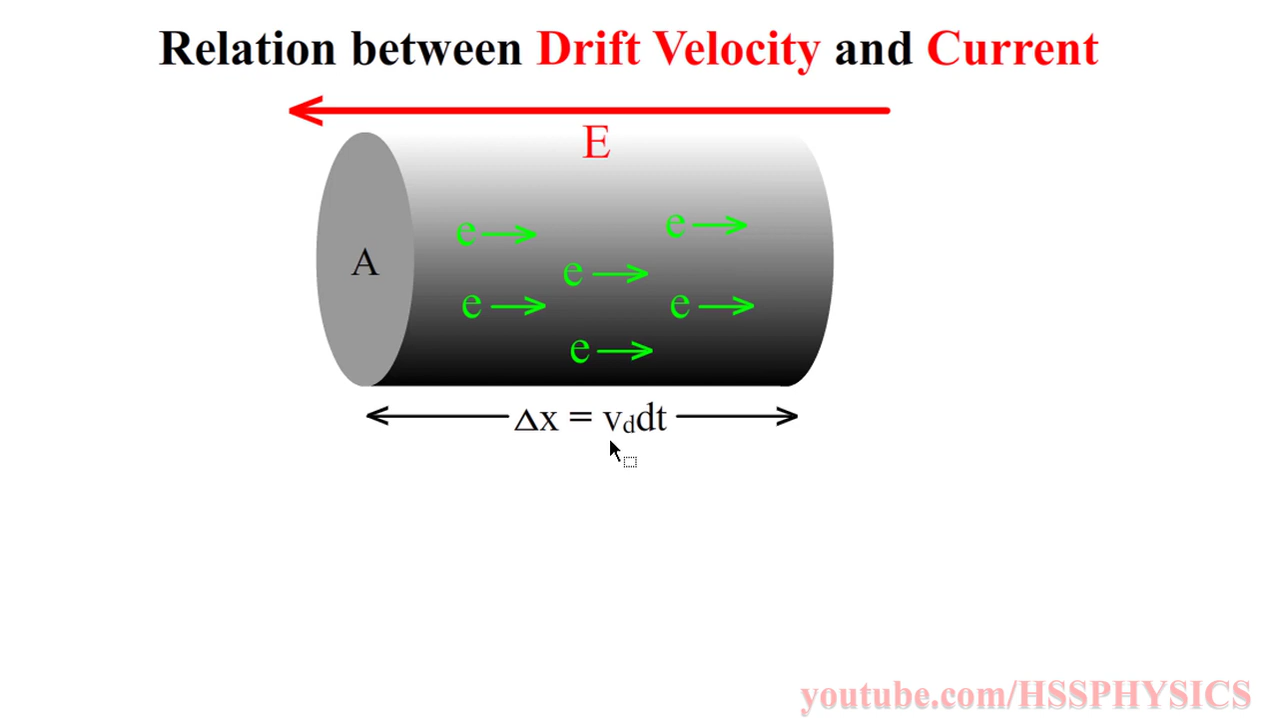 Relation between Drift Velocity and Current
E
e
e
A
e
e
e
e
Δx = vddt
youtube.com/HSSPHYSICS